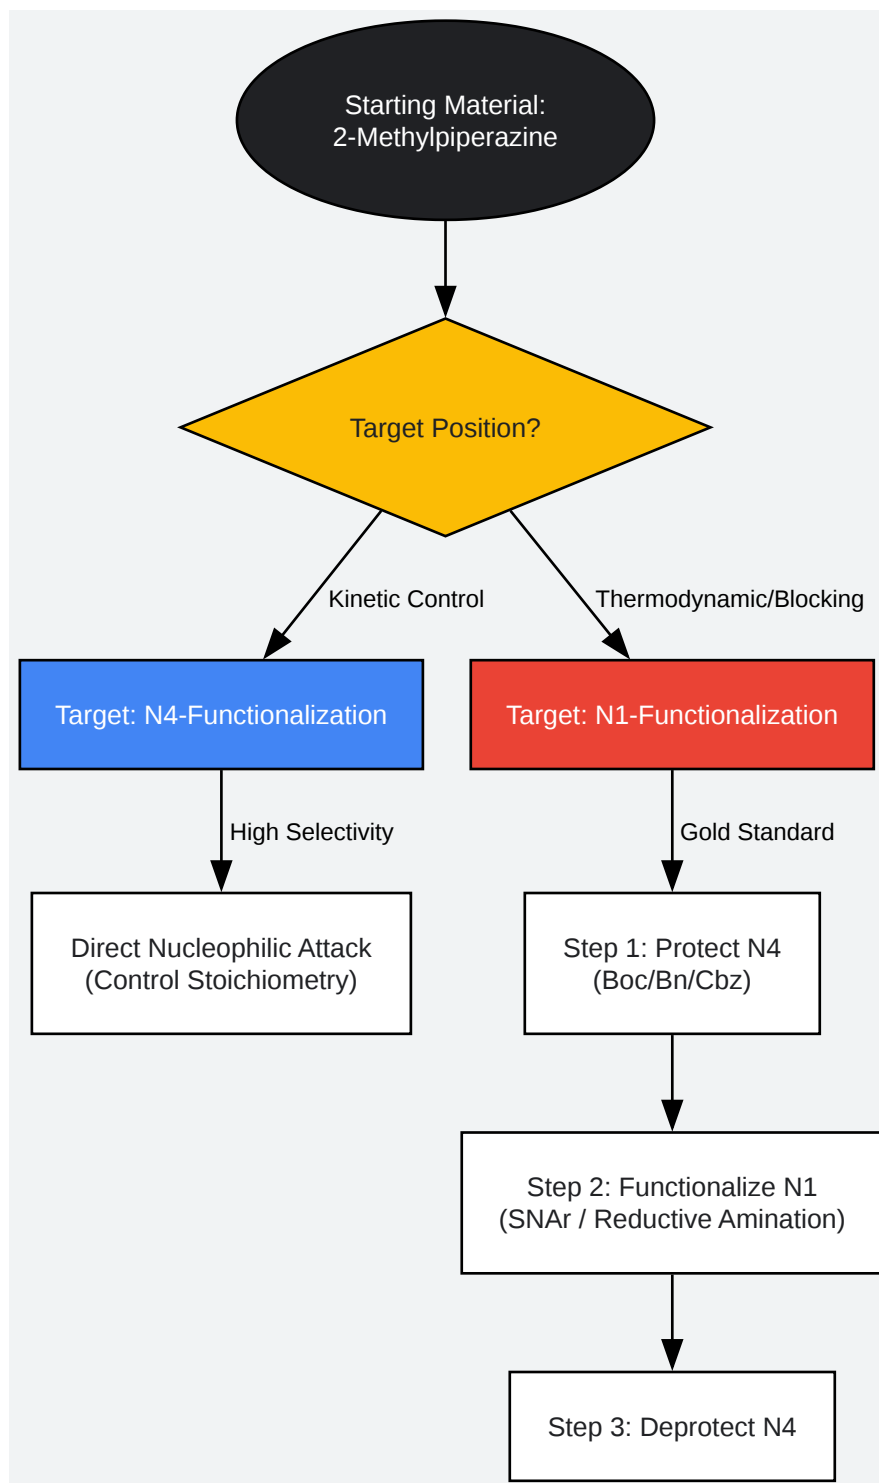 Starting Material:
2-Methylpiperazine
Target Position?
Kinetic Control
Thermodynamic/Blocking
Target: N4-Functionalization
Target: N1-Functionalization
High Selectivity
Gold Standard
Direct Nucleophilic Attack
(Control Stoichiometry)
Step 1: Protect N4
(Boc/Bn/Cbz)
Step 2: Functionalize N1
(SNAr / Reductive Amination)
Step 3: Deprotect N4